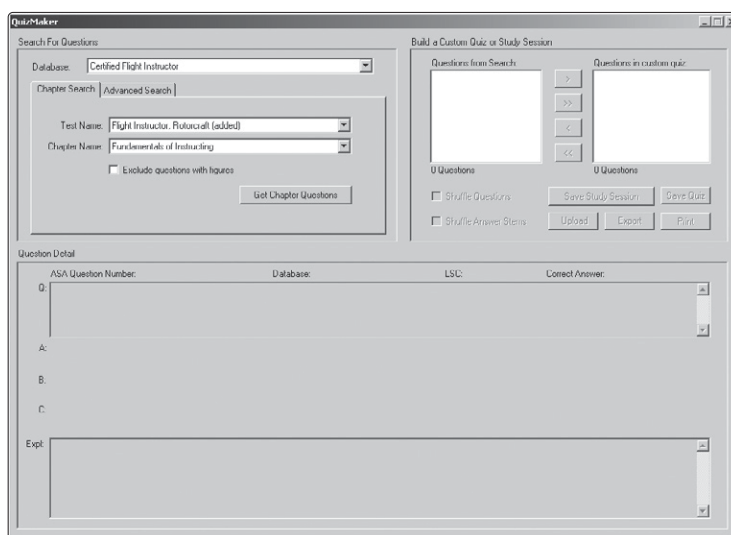 QuizMaker
Search For Questions
Database: Certified Flight Instructor
Chapter Search Advanced Search
Test Name: Flight Instructor, Rotorcraft (added)
Chapter Name: Fundamentals of Instructing
Exclude questions with figures
Get Chapter Questions
Build a Custom Quiz or Study Session
Questions from Search: Questions in custom quiz:
>
>>
<
<<
0 Questions 0 Questions
Shuffle Questions Save Study Session Save Quiz
Shuffle Answer Stems Upload Export Print
Question Detail
ASA Question Number: Database: LSC: Correct Answer:
Q:
A:
B:
C:
Expl: